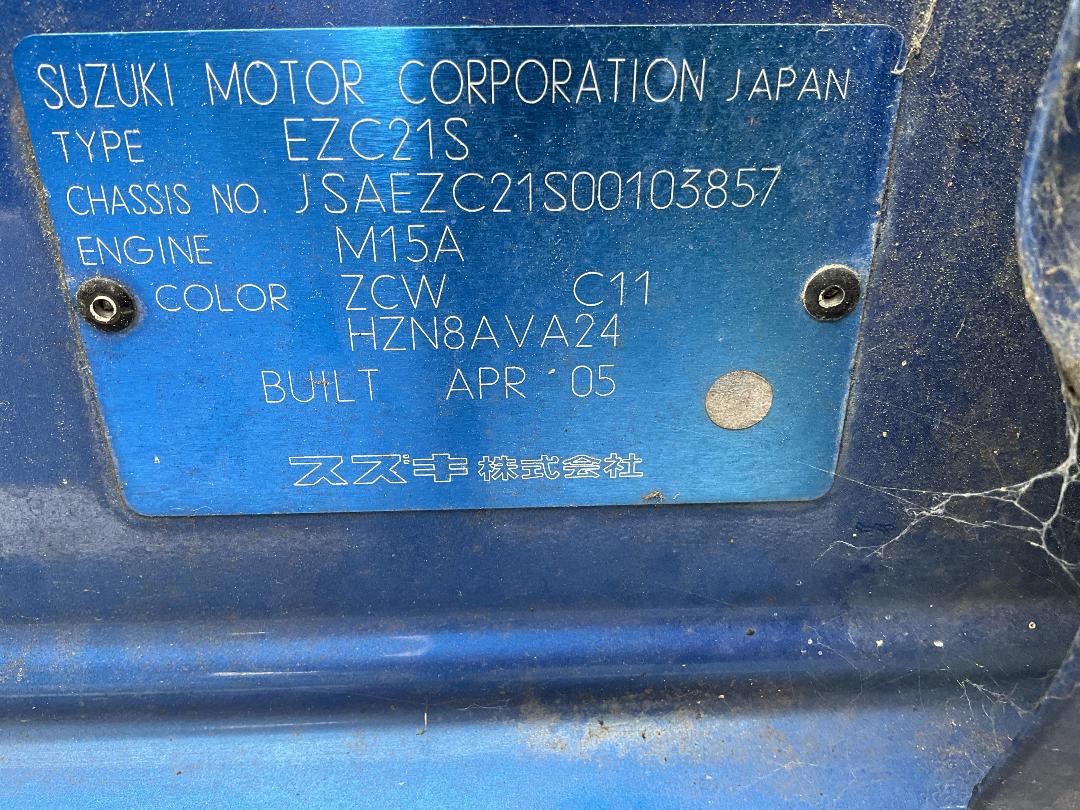 SUZUKI MOTOR CORPORATION JAPAN
TYPE EZC21S
CHASSIS NO. JSAEZC21S00103857
ENGINE M15A
COLOR ZCW C11
HZN8AVA24
BUILT APR 05
スズキ株式会社